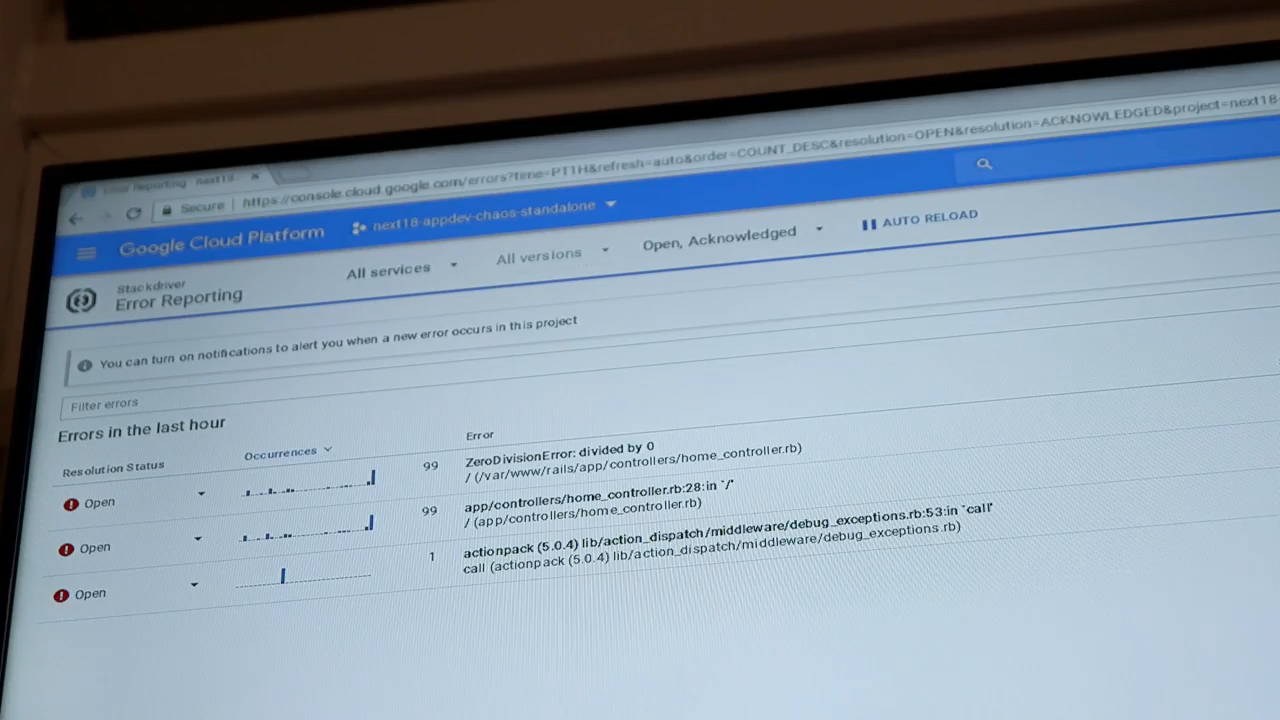 Error Reporting - next18-
Secure | https://console.cloud.google.com/errors?time=PT1H&refresh=auto&order=COUNT_DESC&resolution=OPEN&resolution=ACKNOWLEDGED&project=next18-
Google Cloud Platform next18-appdev-chaos-standalone
Stackdriver
Error Reporting All services All versions Open, Acknowledged AUTO RELOAD
You can turn on notifications to alert you when a new error occurs in this project
Filter errors
Errors in the last hour
Resolution Status Occurrences Error
Open 99 ZeroDivisionError: divided by 0
/ (/var/www/rails/app/controllers/home_controller.rb)
Open 99 app/controllers/home_controller.rb:28:in `/'
/ (app/controllers/home_controller.rb)
Open 1 actionpack (5.0.4) lib/action_dispatch/middleware/debug_exceptions.rb:53:in `call'
call (actionpack (5.0.4) lib/action_dispatch/middleware/debug_exceptions.rb)